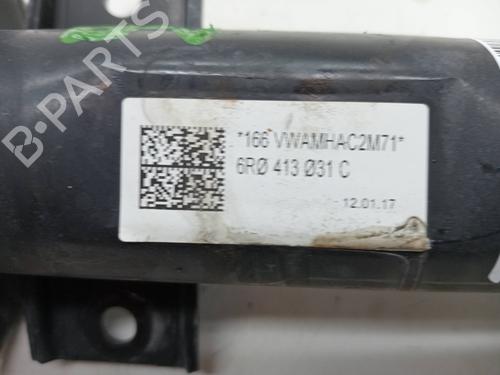 *166 VWAMHAC2M71*
6RØ 413 Ø31 C
- 12.01.17
B-PARTS